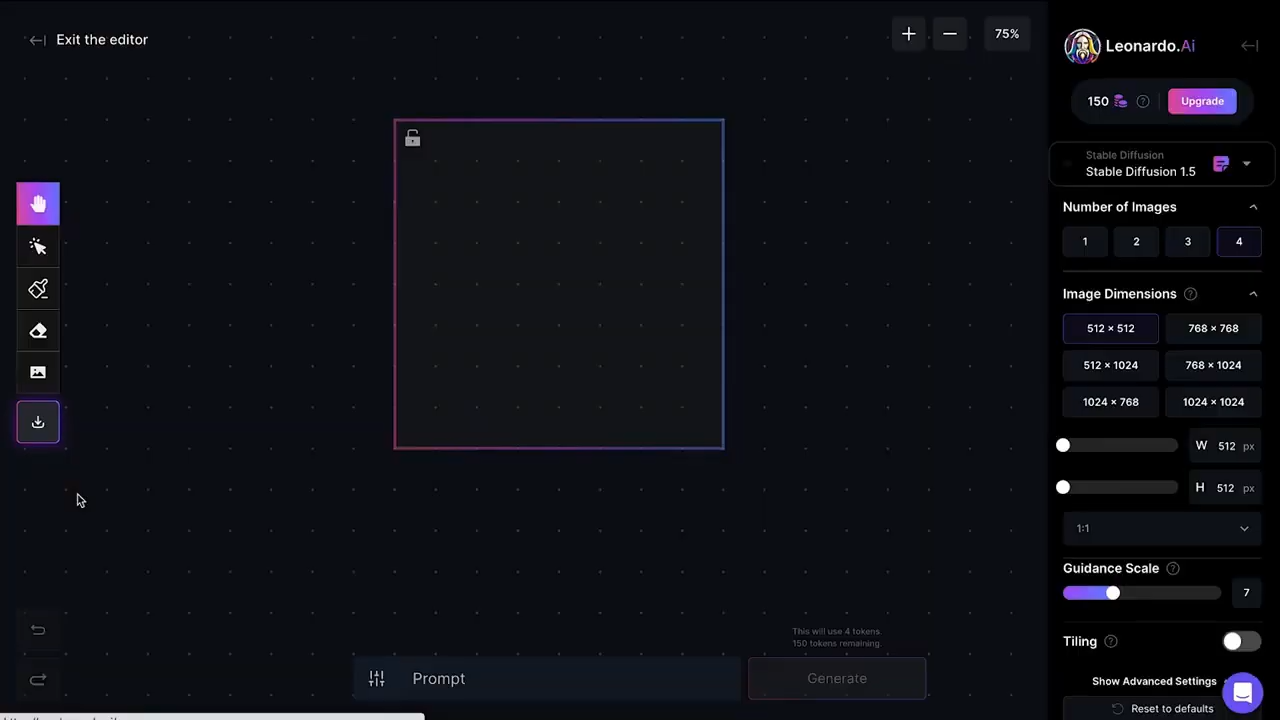 Exit the editor
75%
Leonardo.Ai
150
Upgrade
Stable Diffusion
Stable Diffusion 1.5
Number of Images
1 2 3 4
Image Dimensions
512 × 512 768 × 768
512 × 1024 768 × 1024
1024 × 768 1024 × 1024
W 512 px
H 512 px
1:1
Guidance Scale
7
Tiling
Show Advanced Settings
Reset to defaults
This will use 4 tokens.
150 tokens remaining.
Prompt
Generate